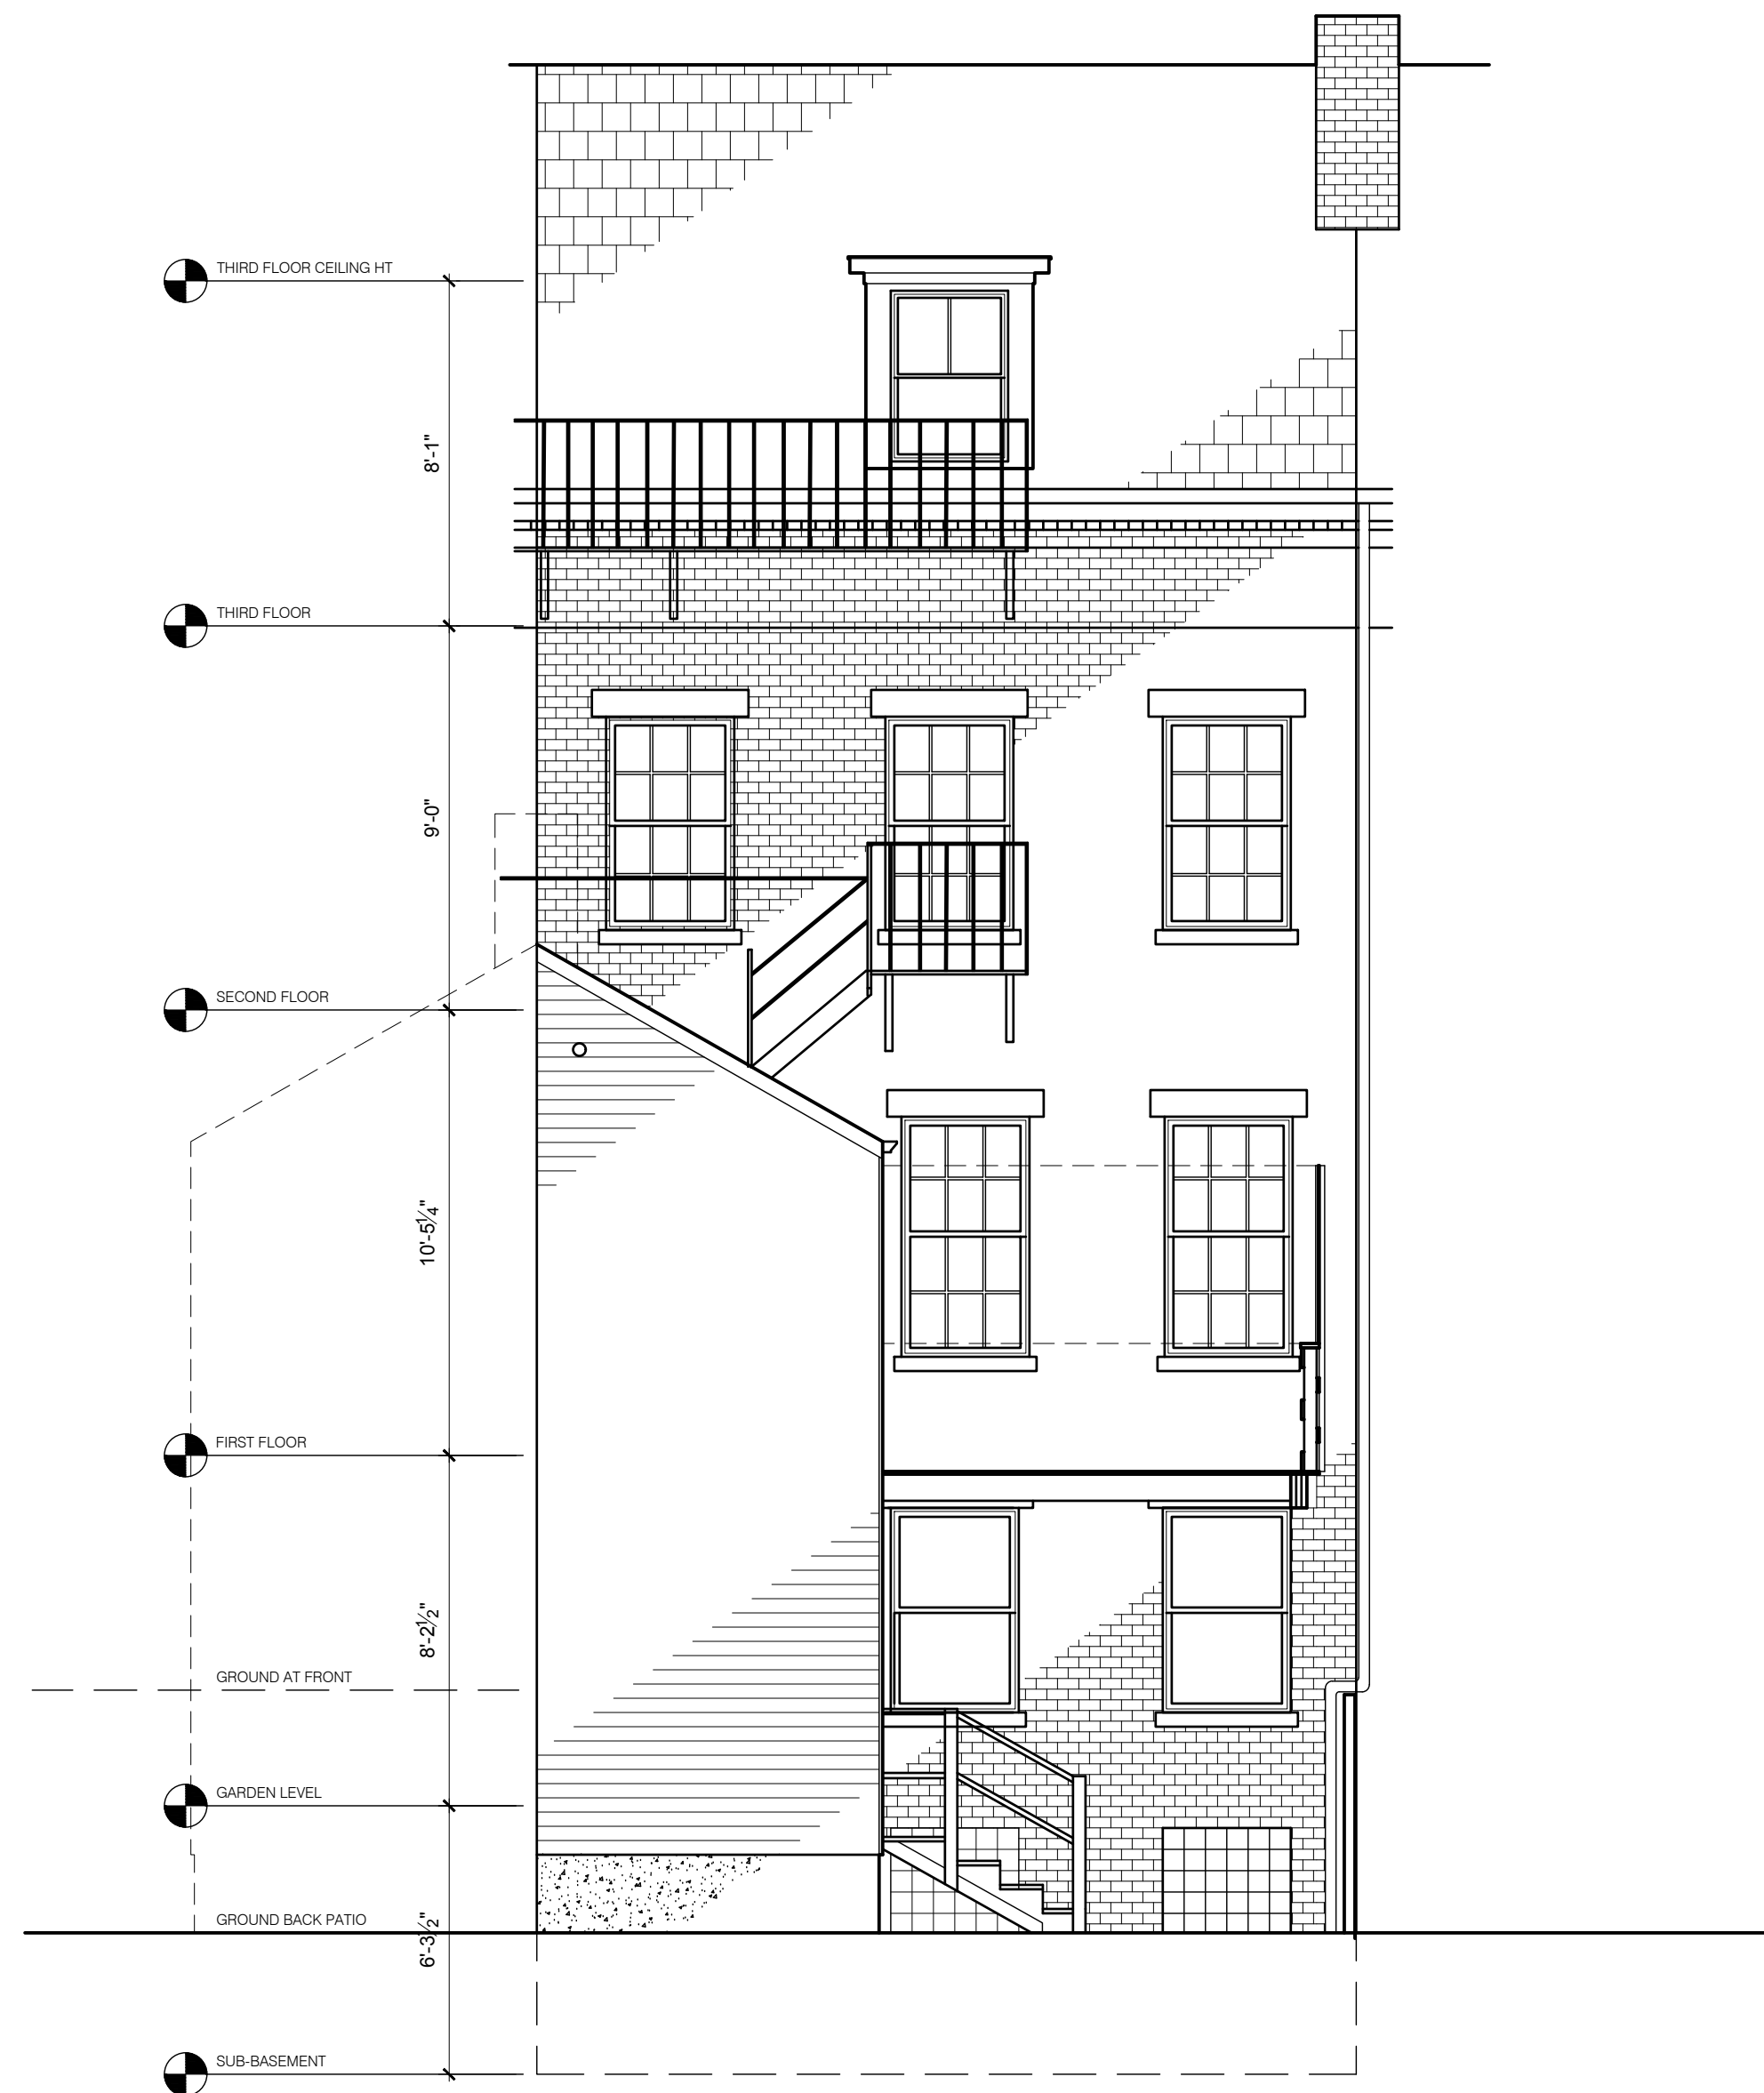 THIRD FLOOR CEILING HT
8'-1"
THIRD FLOOR
9'-0"
SECOND FLOOR
10'-51/4"
FIRST FLOOR
8'-21/2"
GROUND AT FRONT
GARDEN LEVEL
GROUND BACK PATIO
6'-31/2"
SUB-BASEMENT